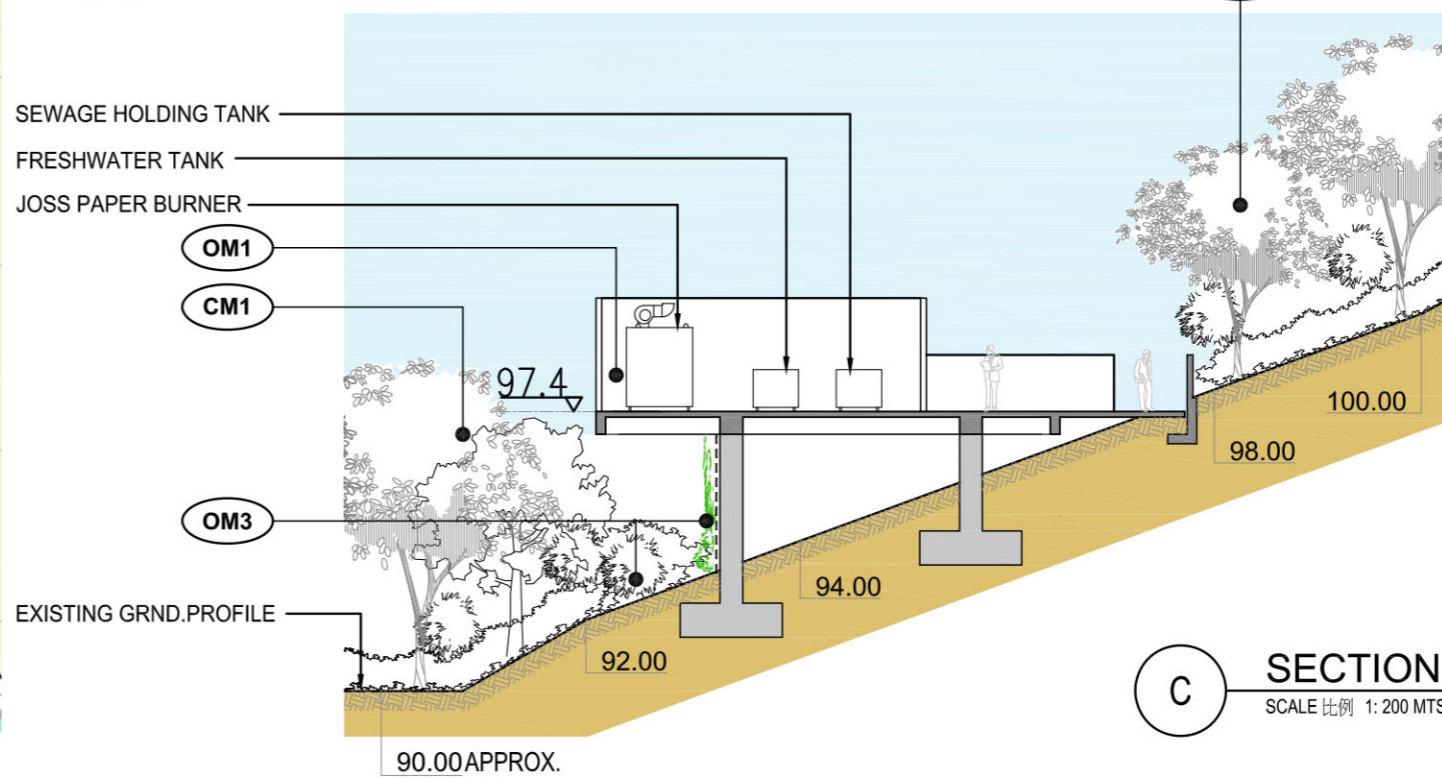 SEWAGE HOLDING TANK
FRESHWATER TANK
JOSS PAPER BURNER
OM1
CM1
97.4
100.00
98.00
OM3
94.00
EXISTING GRND.PROFILE
92.00
C
SECTION
SCALE 比例 1: 200 MTS
90.00 APPROX.